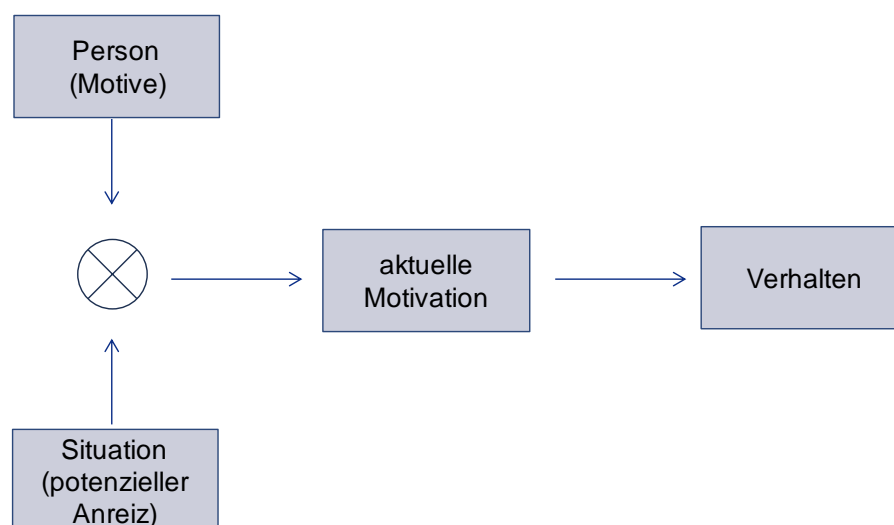 Person
(Motive)
aktuelle
Motivation
Verhalten
Situation
(potenzieller
Anreiz)